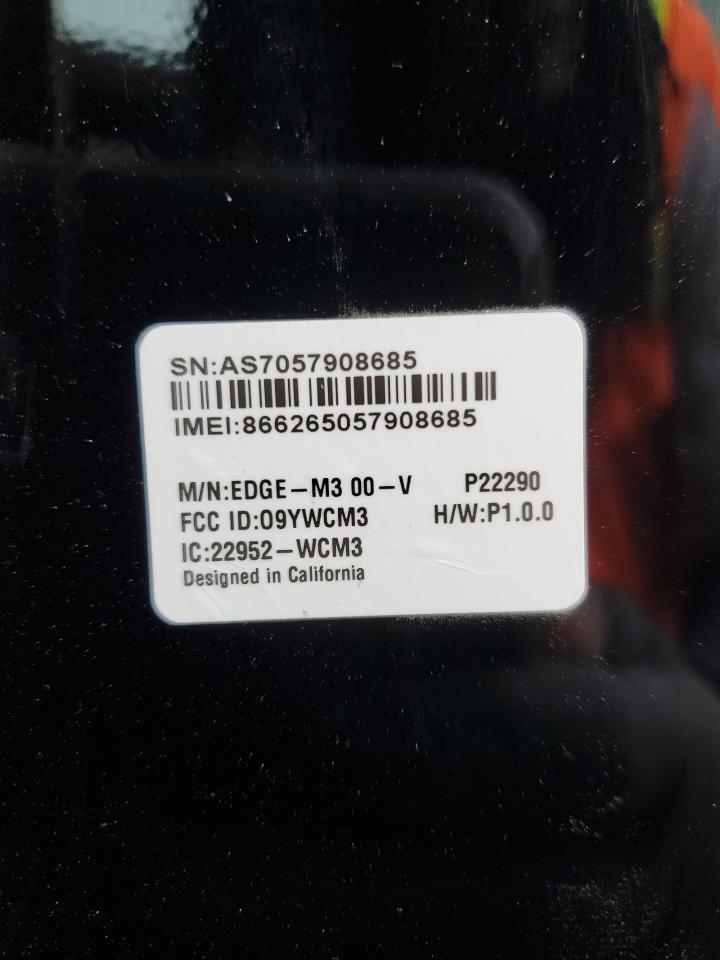 SN:AS7057908685
IMEI:866265057908685
M/N:EDGE-M3 00-V P22290
FCC ID:O9YWCM3 H/W:P1.0.0
IC:22952-WCM3
Designed in California